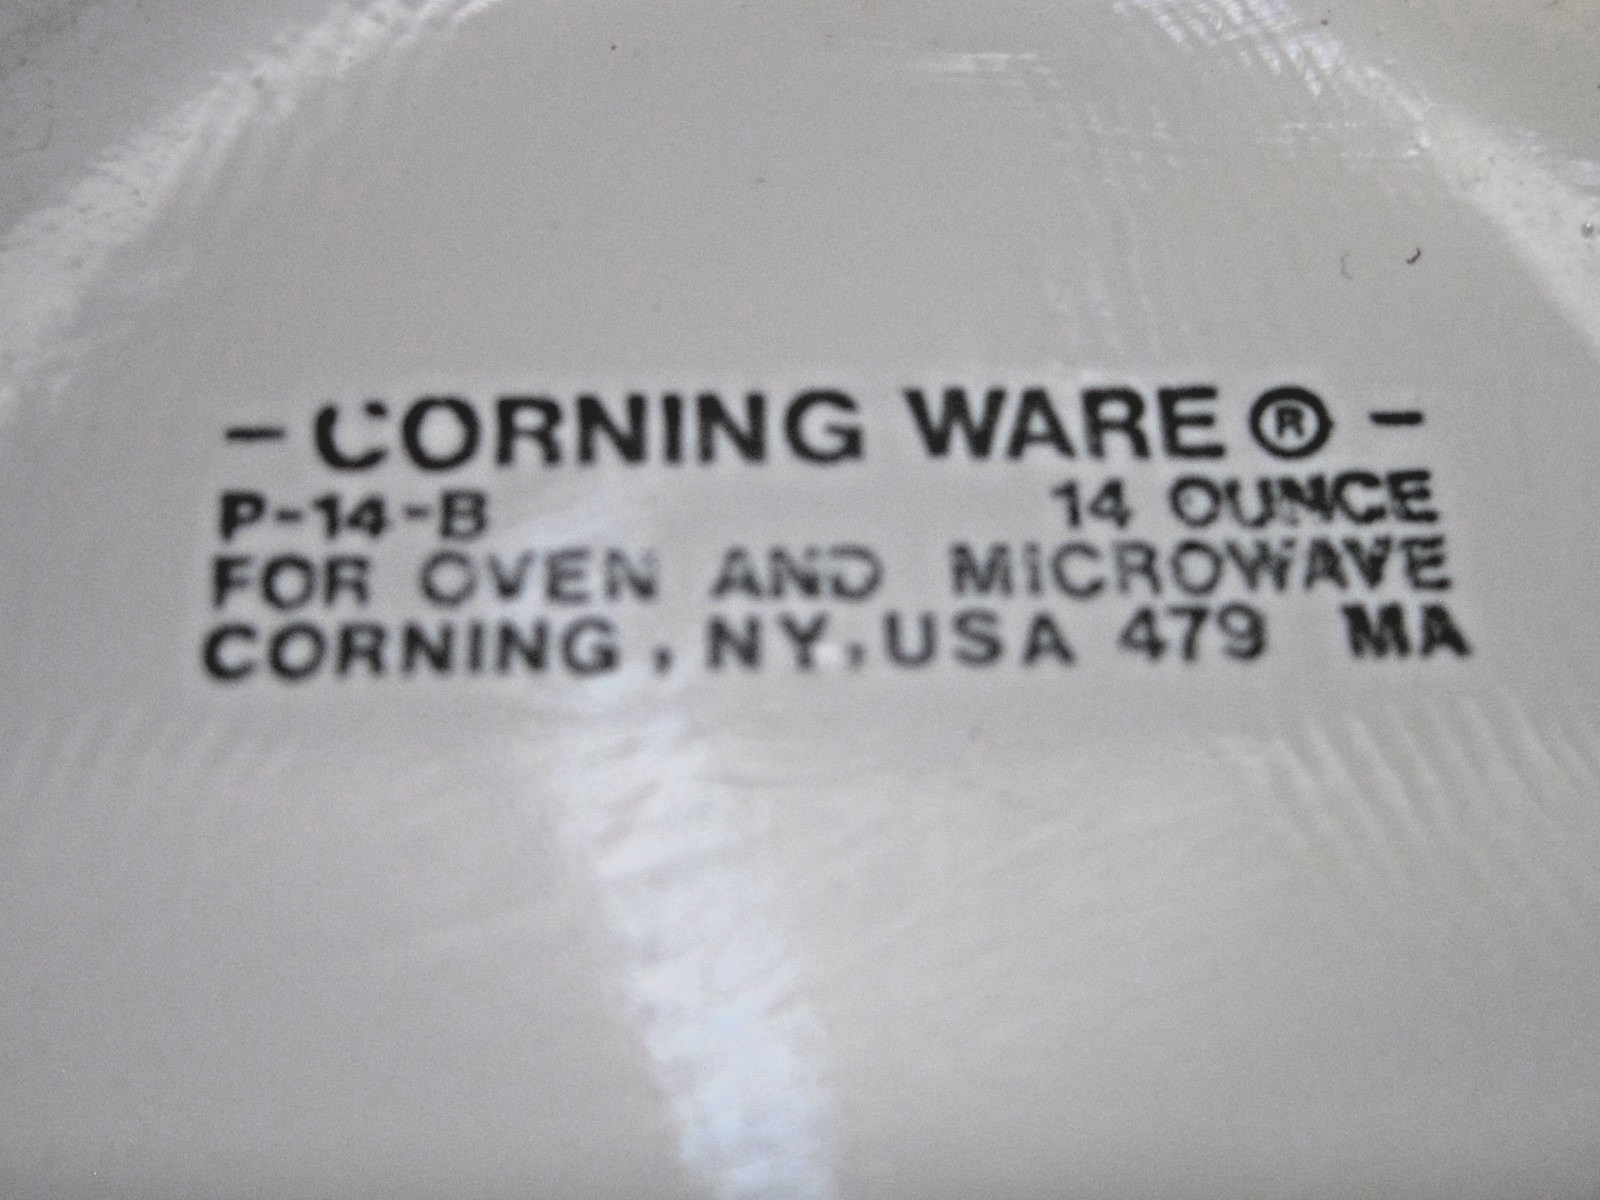 - CORNING WARE ® -
P-14-B 14 OUNCE
FOR OVEN AND MICROWAVE
CORNING, NY, USA 479 MA